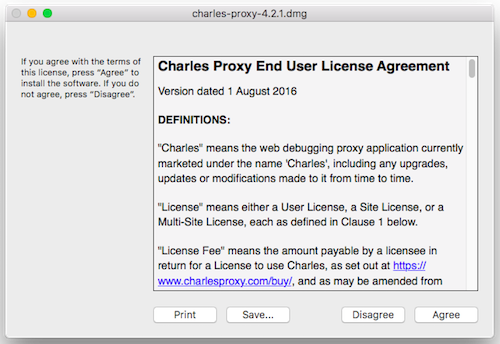 charles-proxy-4.2.1.dmg
If you agree with the terms of
this license, press “Agree” to
install the software. If you do
not agree, press “Disagree”.
Charles Proxy End User License Agreement
Version dated 1 August 2016
DEFINITIONS:
"Charles" means the web debugging proxy application currently
marketed under the name 'Charles', including any upgrades,
updates or modifications made to it from time to time.
"License" means either a User License, a Site License, or a
Multi-Site License, each as defined in Clause 1 below.
"License Fee" means the amount payable by a licensee in
return for a License to use Charles, as set out at https://
www.charlesproxy.com/buy/, and as may be amended from
Print
Save...
Disagree
Agree